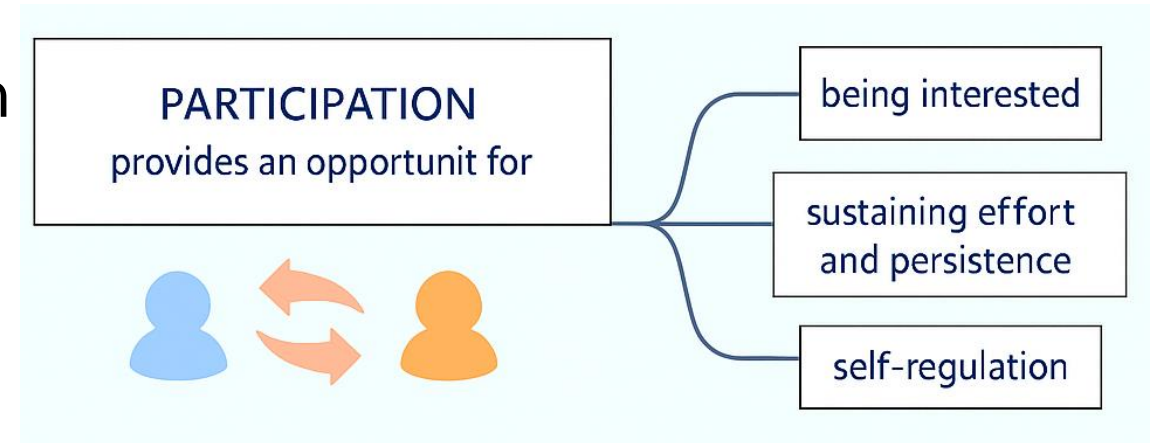 n
PARTICIPATION
provides an opportunit for
being interested
sustaining effort
and persistence
self-regulation